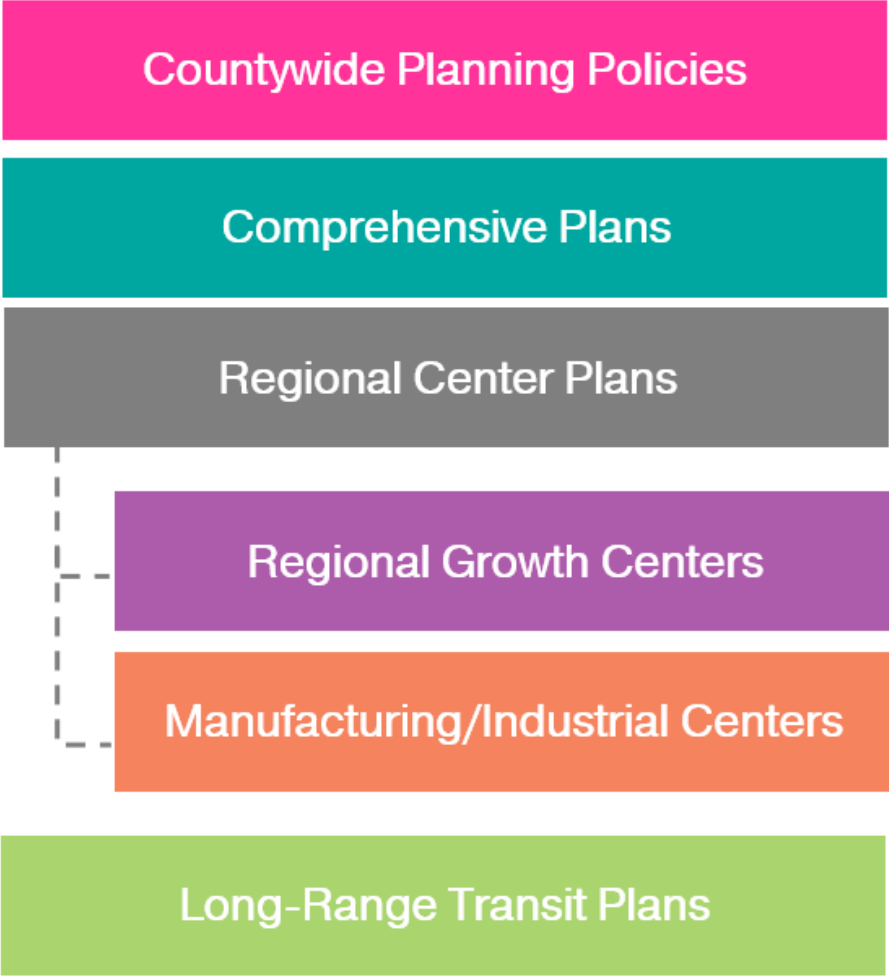 Countywide Planning Policies
Comprehensive Plans
Regional Center Plans
Regional Growth Centers
Manufacturing/Industrial Centers
Long-Range Transit Plans